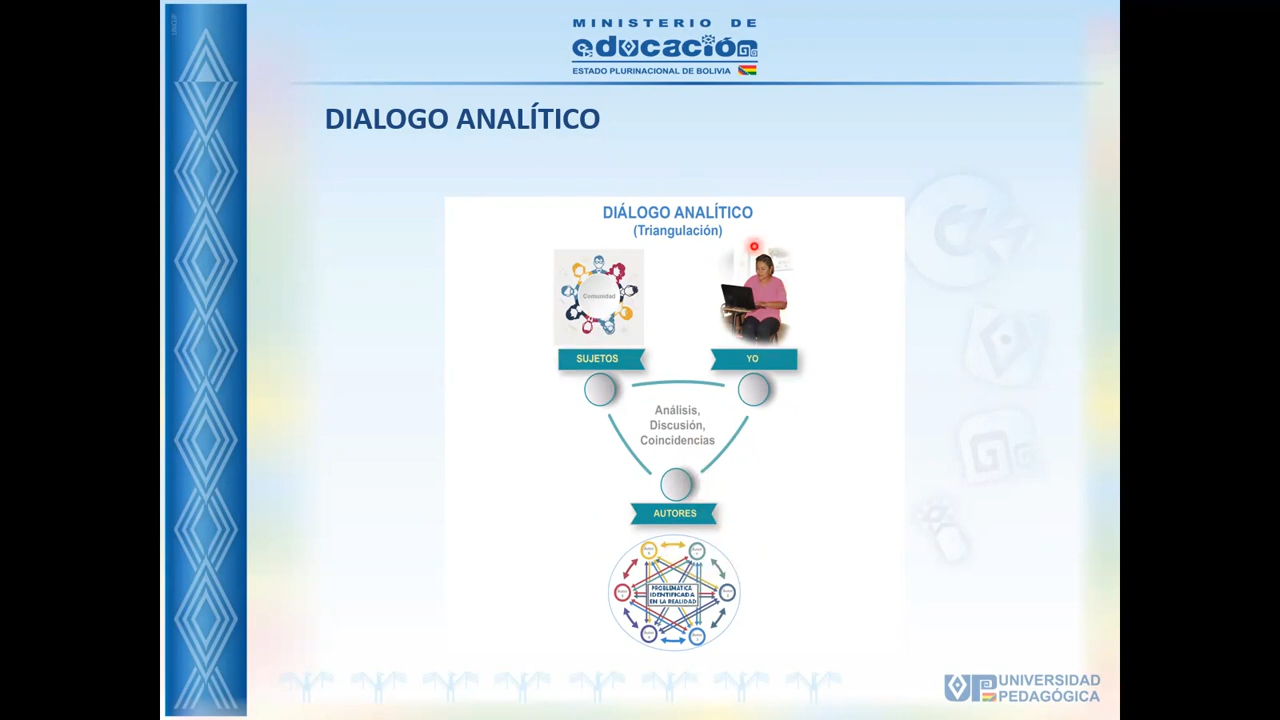 MINISTERIO DE
educación
ESTADO PLURINACIONAL DE BOLIVIA
DIALOGO ANALÍTICO
DIÁLOGO ANALÍTICO
(Triangulación)
Comunidad
SUJETOS
YO
Análisis,
Discusión,
Coincidencias
AUTORES
PROBLEMÁTICA
IDENTIFICADA
EN LA REALIDAD
UNIVERSIDAD
PEDAGÓGICA